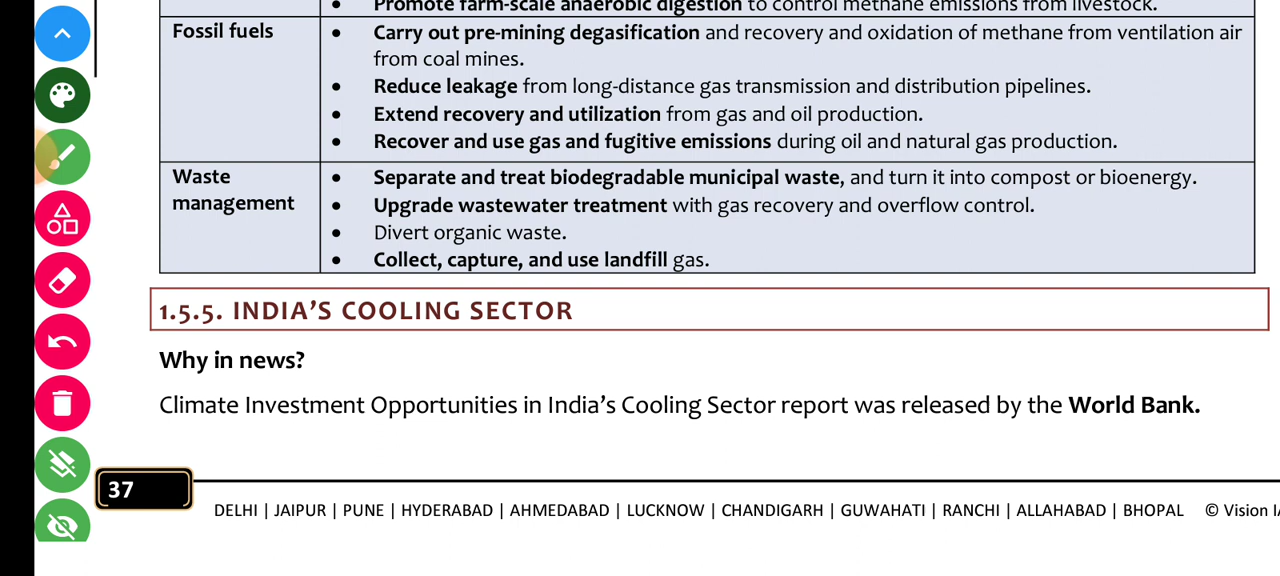 • Promote farm-scale anaerobic digestion to control methane emissions from livestock.
Fossil fuels
• Carry out pre-mining degasification and recovery and oxidation of methane from ventilation air
from coal mines.
• Reduce leakage from long-distance gas transmission and distribution pipelines.
• Extend recovery and utilization from gas and oil production.
• Recover and use gas and fugitive emissions during oil and natural gas production.
Waste
management
• Separate and treat biodegradable municipal waste, and turn it into compost or bioenergy.
• Upgrade wastewater treatment with gas recovery and overflow control.
• Divert organic waste.
• Collect, capture, and use landfill gas.
1.5.5. INDIA’S COOLING SECTOR
Why in news?
Climate Investment Opportunities in India’s Cooling Sector report was released by the World Bank.
37
DELHI | JAIPUR | PUNE | HYDERABAD | AHMEDABAD | LUCKNOW | CHANDIGARH | GUWAHATI | RANCHI | ALLAHABAD | BHOPAL © Vision